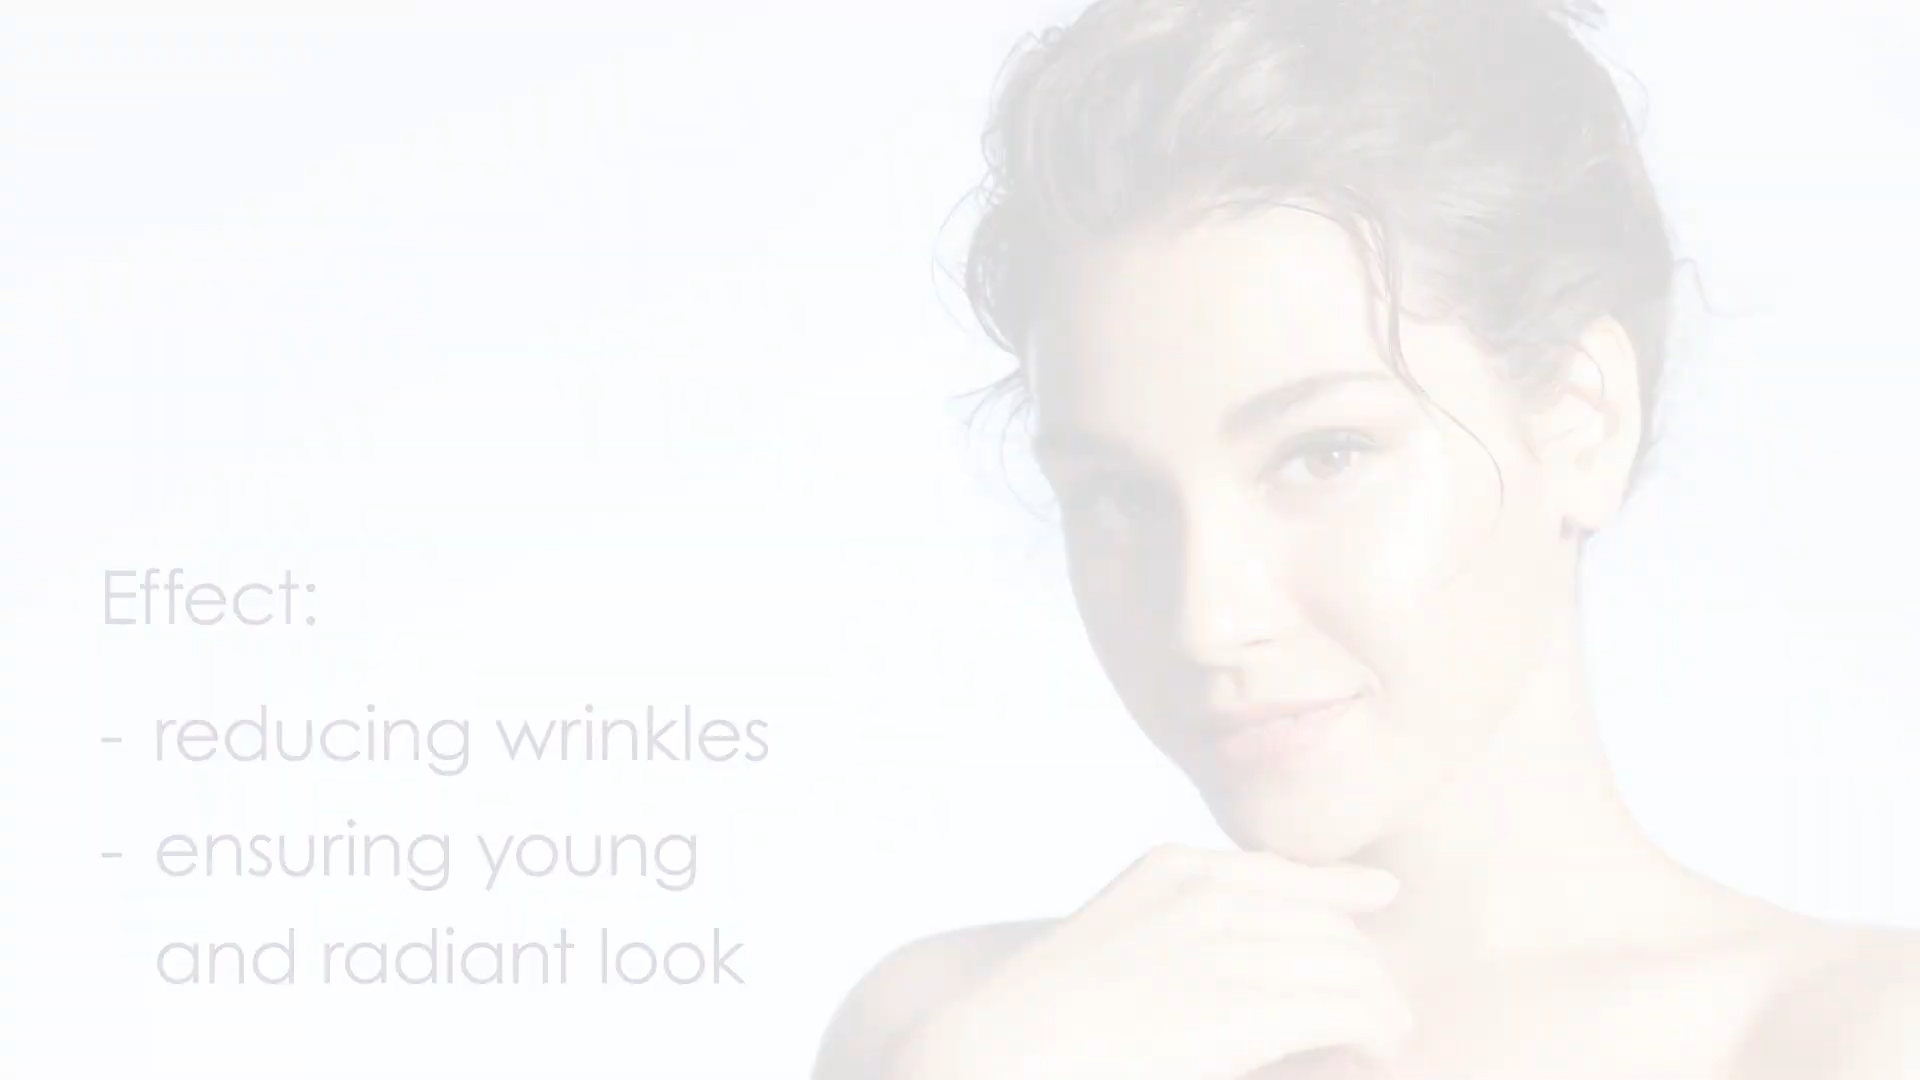 Effect:
- reducing wrinkles
- ensuring young
and radiant look